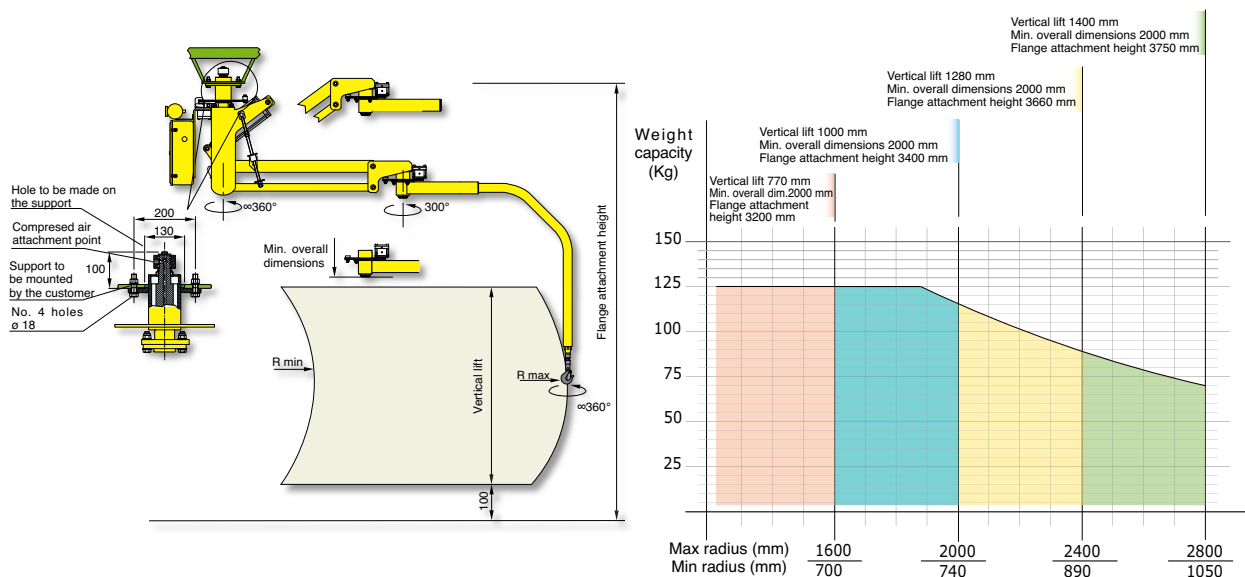 Hole to be made on
the support
Compresed air
attachment point
Support to
be mounted
by the customer
No. 4 holes
ø 18
200
130
100
∞360°
300°
Min. overall
dimensions
R min
Vertical lift
R max
∞360°
100
Flange attachment height
Vertical lift 1400 mm
Min. overall dimensions 2000 mm
Flange attachment height 3750 mm
Vertical lift 1280 mm
Min. overall dimensions 2000 mm
Flange attachment height 3660 mm
Vertical lift 1000 mm
Min. overall dimensions 2000 mm
Flange attachment height 3400 mm
Vertical lift 770 mm
Min. overall dim.2000 mm
Flange attachment
height 3200 mm
Weight
capacity
(Kg)
150
125
100
75
50
25
Max radius (mm) 1600 2000 2400 2800
Min radius (mm) 700 740 890 1050